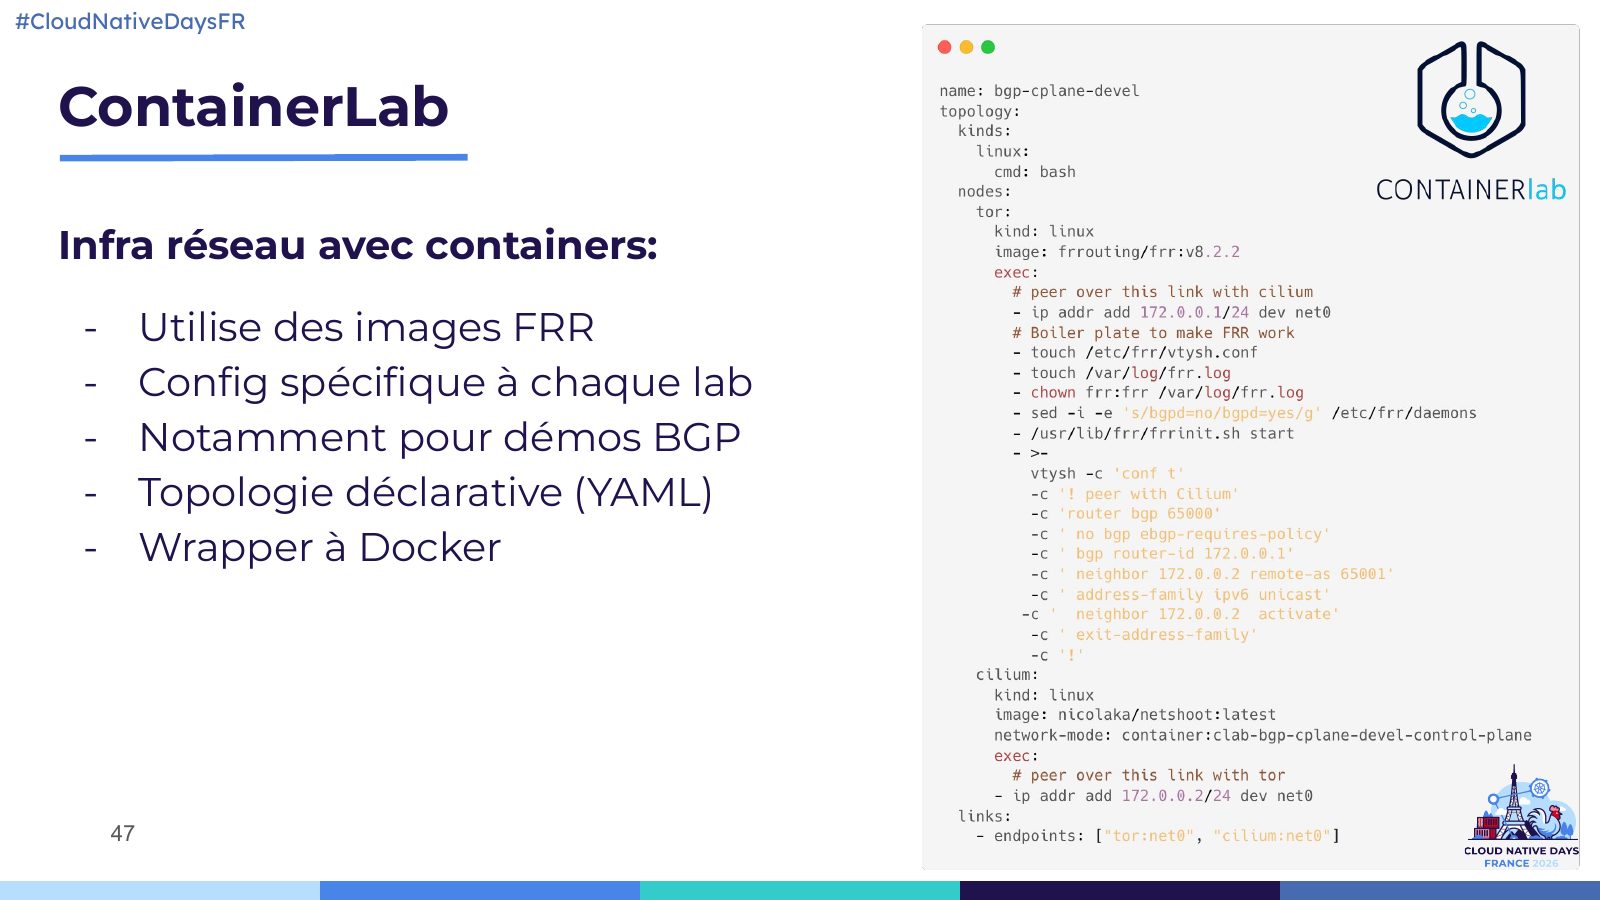 #CloudNativeDaysFR
ContainerLab
Infra réseau avec containers:
- Utilise des images FRR
- Config spécifique à chaque lab
- Notamment pour démos BGP
- Topologie déclarative (YAML)
- Wrapper à Docker
47
CONTAINERlab
name: bgp-cplane-devel
topology:
  kinds:
    linux:
      cmd: bash
  nodes:
    tor:
      kind: linux
      image: frrouting/frr:v8.2.2
      exec:
        # peer over this link with cilium
        - ip addr add 172.0.0.1/24 dev net0
        # Boiler plate to make FRR work
        - touch /etc/frr/vtysh.conf
        - touch /var/log/frr.log
        - chown frr:frr /var/log/frr.log
        - sed -i -e 's/bgpd=no/bgpd=yes/g' /etc/frr/daemons
        - /usr/lib/frr/frrinit.sh start
        - >-
          vtysh -c 'conf t'
          -c '! peer with Cilium'
          -c 'router bgp 65000'
          -c ' no bgp ebgp-requires-policy'
          -c ' bgp router-id 172.0.0.1'
          -c ' neighbor 172.0.0.2 remote-as 65001'
          -c ' address-family ipv6 unicast'
         -c '  neighbor 172.0.0.2  activate'
          -c ' exit-address-family'
          -c '!'
    cilium:
      kind: linux
      image: nicolaka/netshoot:latest
      network-mode: container:clab-bgp-cplane-devel-control-plane
      exec:
        # peer over this link with tor
      - ip addr add 172.0.0.2/24 dev net0
  links:
    - endpoints: ["tor:net0", "cilium:net0"]
CLOUD NATIVE DAYS
FRANCE 2026